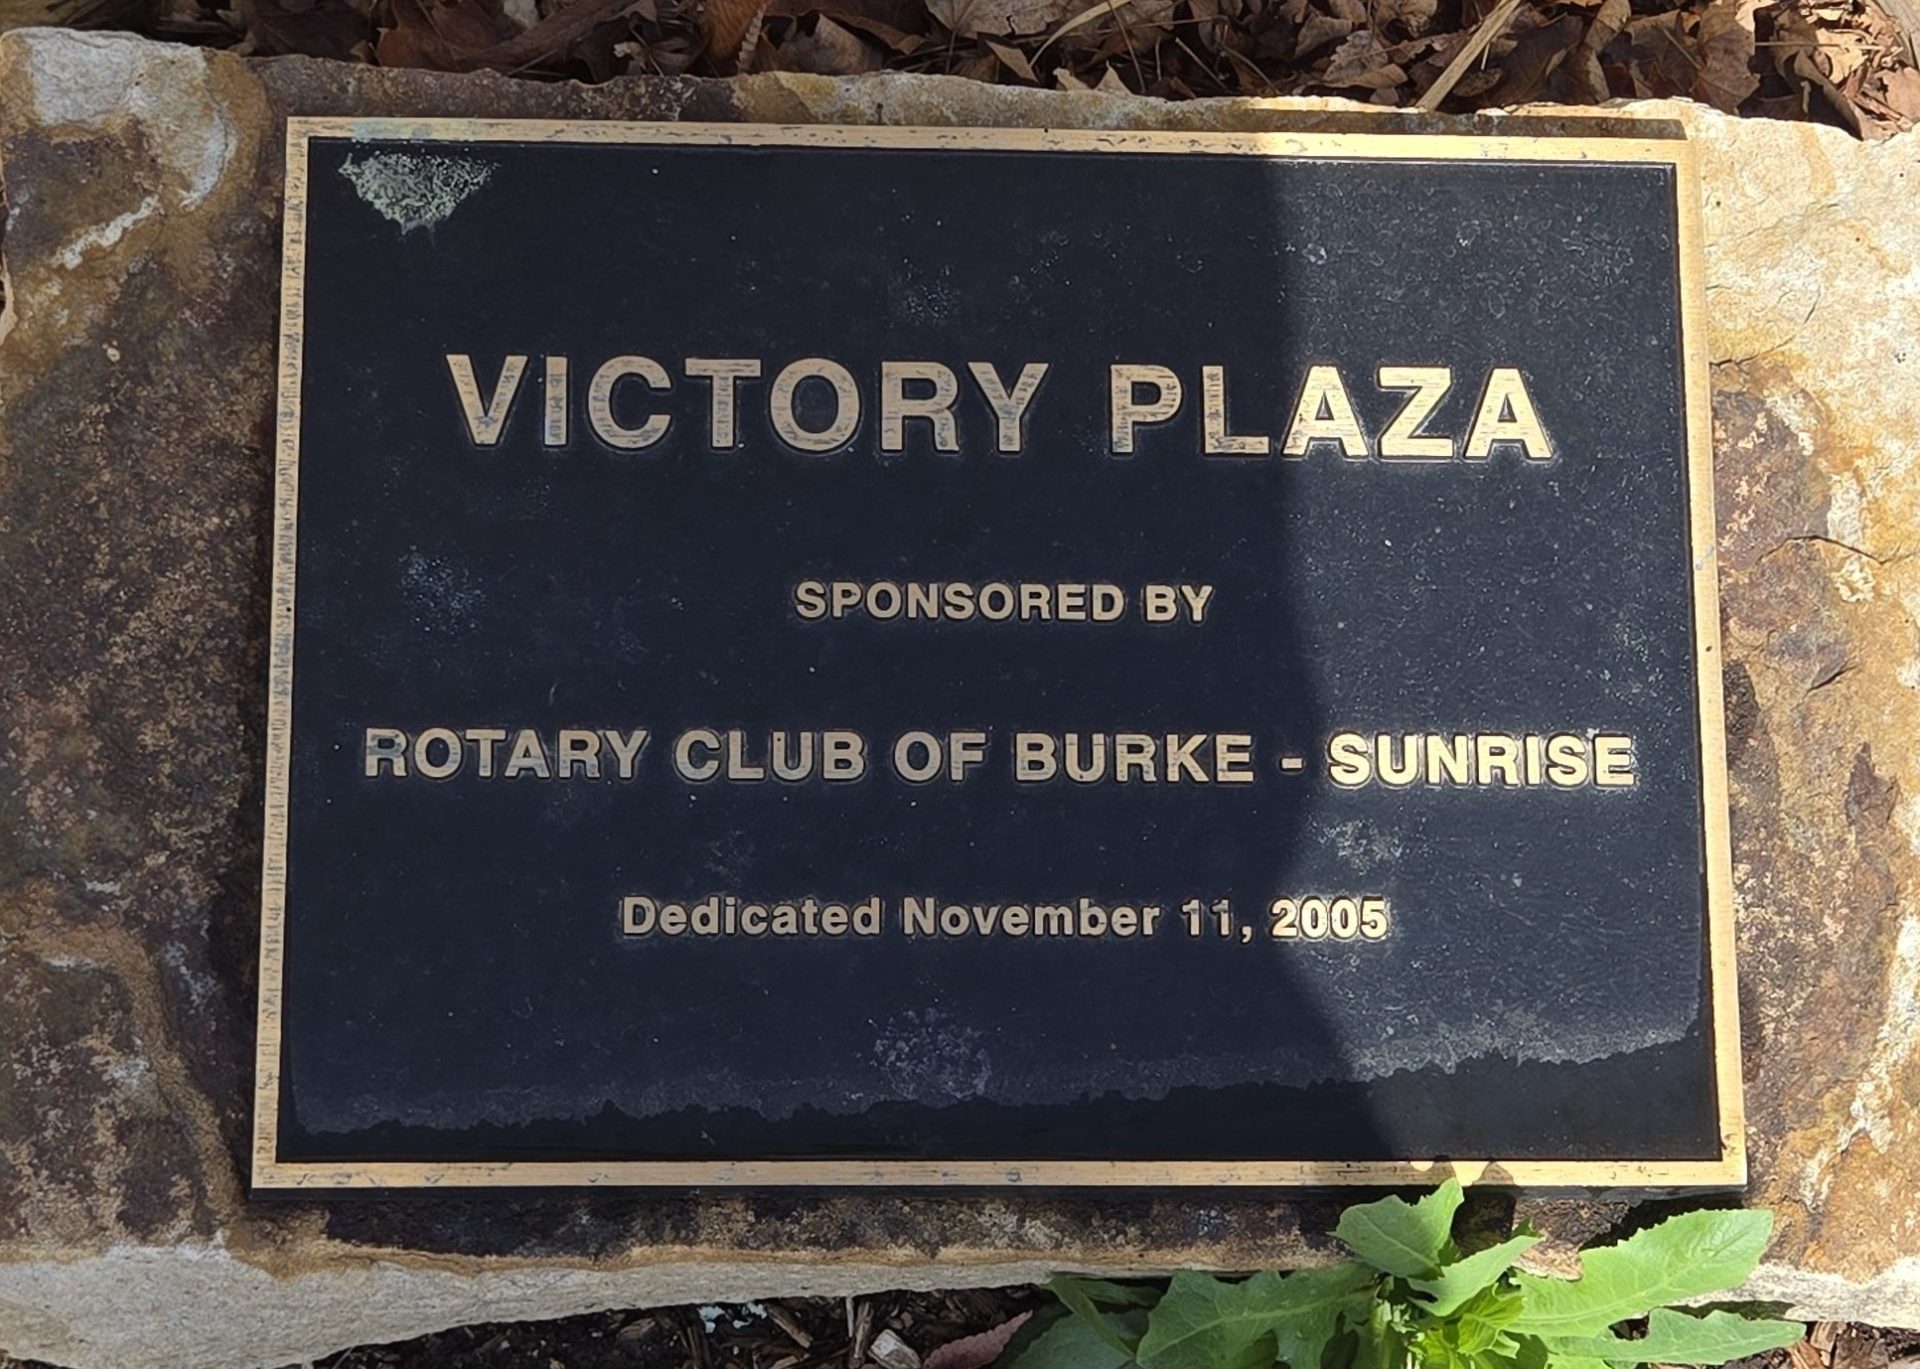 VICTORY PLAZA
SPONSORED BY
ROTARY CLUB OF BURKE - SUNRISE
Dedicated November 11, 2005